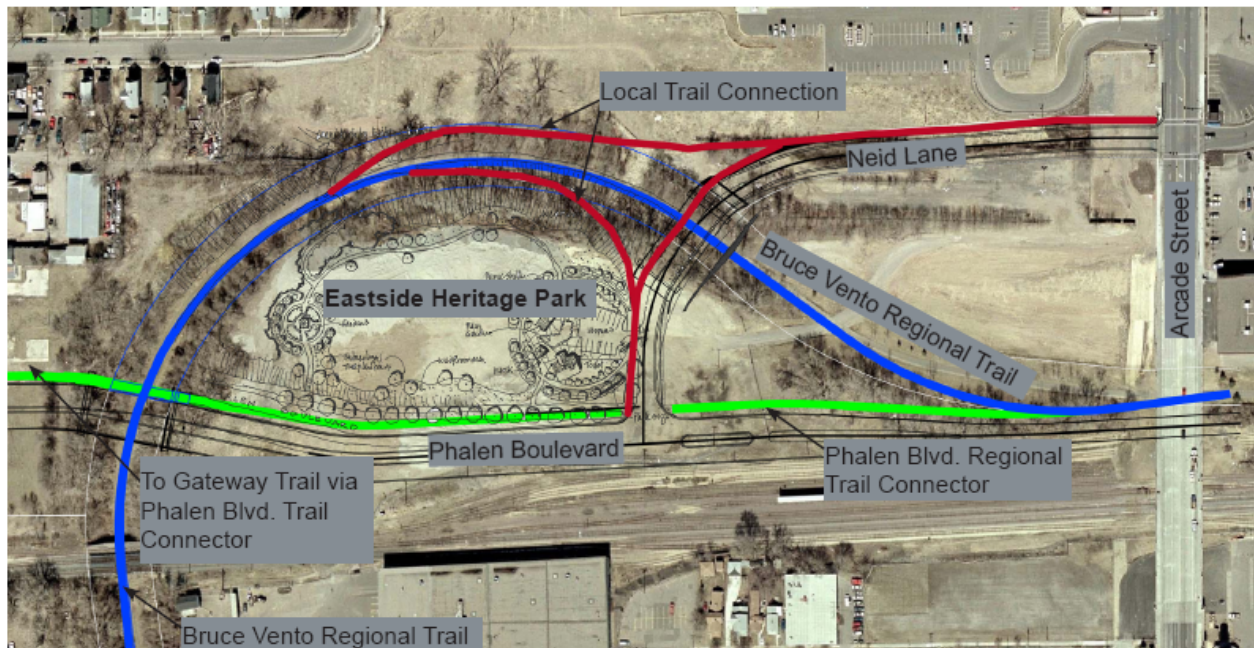 Local Trail Connection
Neid Lane
Arcade Street
Bruce Vento Regional Trail
Eastside Heritage Park
Phalen Boulevard
Phalen Blvd. Regional
Trail Connector
To Gateway Trail via
Phalen Blvd. Trail
Connector
Bruce Vento Regional Trail